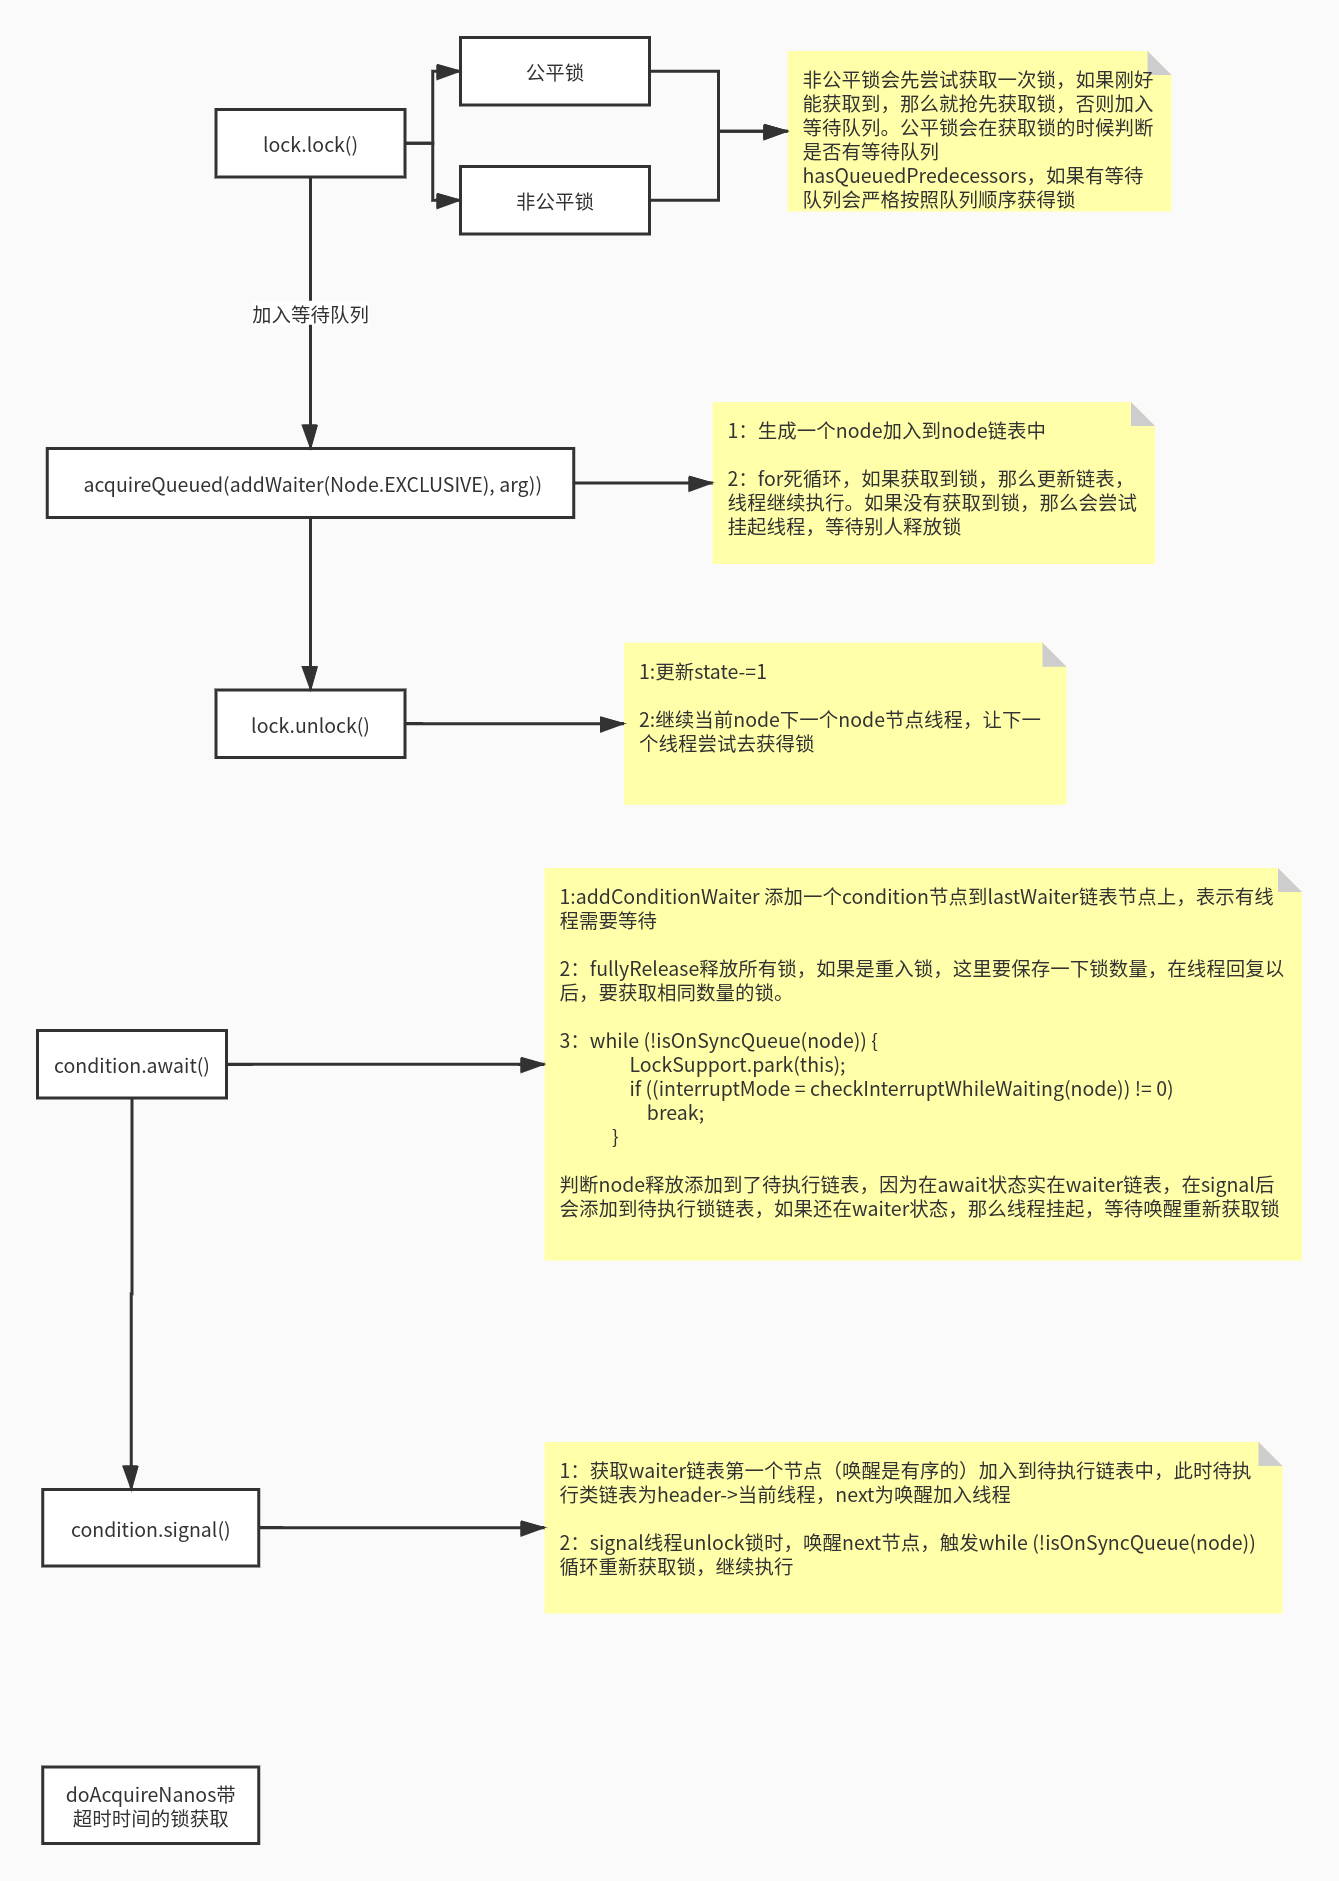 公平锁
lock.lock()
非公平锁
非公平锁会先尝试获取一次锁，如果刚好
能获取到，那么就抢先获取锁，否则加入
等待队列。公平锁会在获取锁的时候判断
是否有等待队列
hasQueuedPredecessors，如果有等待
队列会严格按照队列顺序获得锁
加入等待队列
acquireQueued(addWaiter(Node.EXCLUSIVE), arg))
1：生成一个node加入到node链表中
2：for死循环，如果获取到锁，那么更新链表，
线程继续执行。如果没有获取到锁，那么会尝试
挂起线程，等待别人释放锁
lock.unlock()
1:更新state-=1
2:继续当前node下一个node节点线程，让下一
个线程尝试去获得锁
condition.await()
1:addConditionWaiter 添加一个condition节点到lastWaiter链表节点上，表示有线
程需要等待
2：fullyRelease释放所有锁，如果是重入锁，这里要保存一下锁数量，在线程回复以
后，要获取相同数量的锁。
3：while (!isOnSyncQueue(node)) {
LockSupport.park(this);
if ((interruptMode = checkInterruptWhileWaiting(node)) != 0)
break;
}
判断node释放添加到了待执行链表，因为在await状态实在waiter链表，在signal后
会添加到待执行锁链表，如果还在waiter状态，那么线程挂起，等待唤醒重新获取锁
condition.signal()
1：获取waiter链表第一个节点（唤醒是有序的）加入到待执行链表中，此时待执
行类链表为header->当前线程，next为唤醒加入线程
2：signal线程unlock锁时，唤醒next节点，触发while (!isOnSyncQueue(node))
循环重新获取锁，继续执行
doAcquireNanos带
超时时间的锁获取